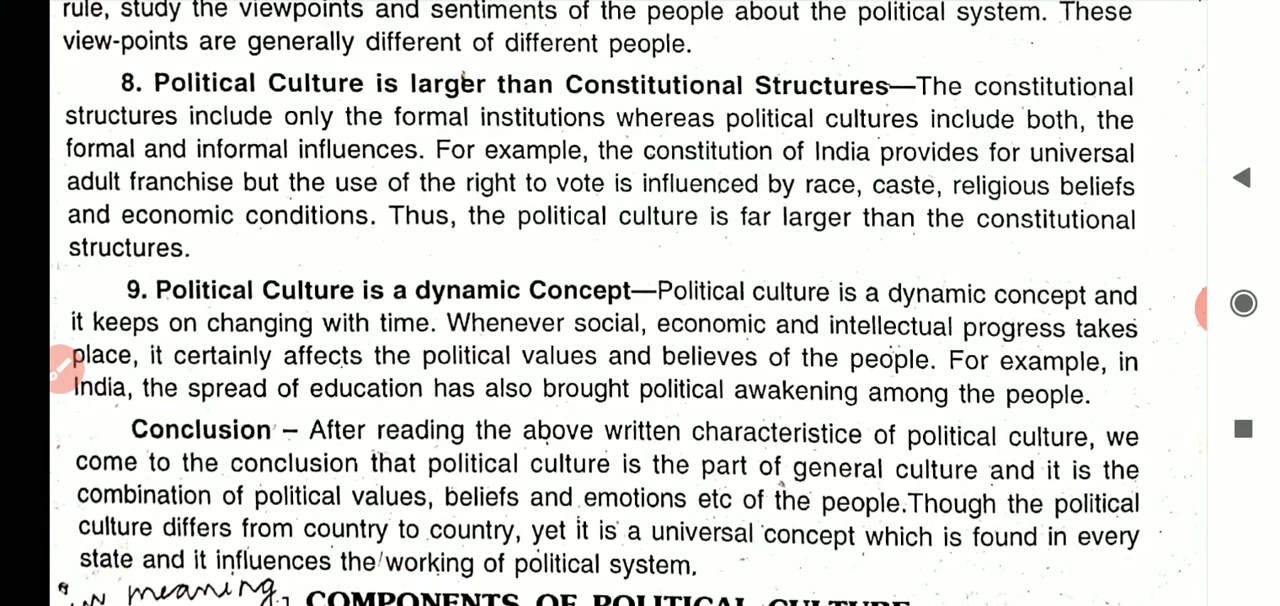 rule, study the viewpoints and sentiments of the people about the political system. These
view-points are generally different of different people.
8. Political Culture is larger than Constitutional Structures—The constitutional
structures include only the formal institutions whereas political cultures include both, the
formal and informal influences. For example, the constitution of India provides for universal
adult franchise but the use of the right to vote is influenced by race, caste, religious beliefs
and economic conditions. Thus, the political culture is far larger than the constitutional
structures.
9. Political Culture is a dynamic Concept—Political culture is a dynamic concept and
it keeps on changing with time. Whenever social, economic and intellectual progress takes
place, it certainly affects the political values and believes of the people. For example, in
India, the spread of education has also brought political awakening among the people.
Conclusion – After reading the above written characteristice of political culture, we
come to the conclusion that political culture is the part of general culture and it is the
combination of political values, beliefs and emotions etc of the people.Though the political
culture differs from country to country, yet it is a universal concept which is found in every
state and it influences the working of political system.
meaning
COMPONENTS OF POLITICAL CULTURE